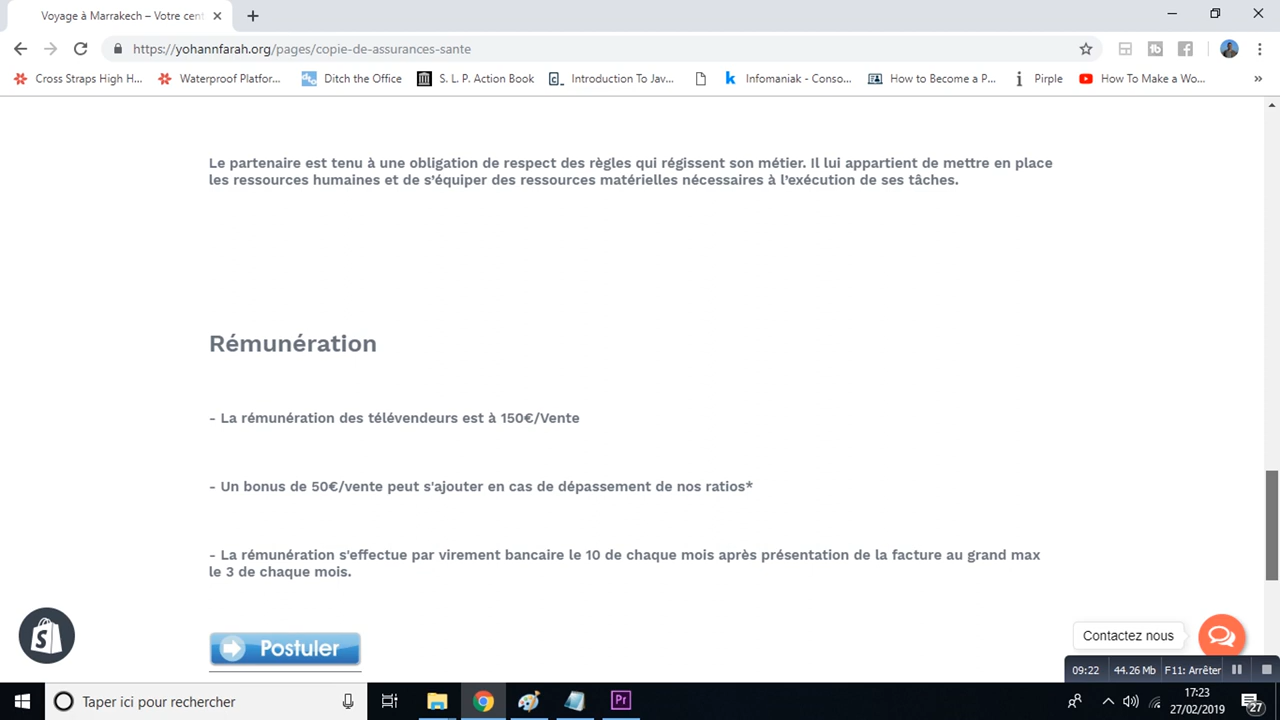 Voyage à Marrakech – Votre cent
https://yohannfarah.org/pages/copie-de-assurances-sante
Cross Straps High H...
Waterproof Platfor...
Ditch the Office
S. L. P. Action Book
Introduction To Jav...
Infomaniak - Conso...
How to Become a P...
Pirple
How To Make a Wo...
»
Le partenaire est tenu à une obligation de respect des règles qui régissent son métier. Il lui appartient de mettre en place
les ressources humaines et de s’équiper des ressources matérielles nécessaires à l’exécution de ses tâches.
Rémunération
- La rémunération des télévendeurs est à 150€/Vente
- Un bonus de 50€/vente peut s'ajouter en cas de dépassement de nos ratios*
- La rémunération s'effectue par virement bancaire le 10 de chaque mois après présentation de la facture au grand max
le 3 de chaque mois.
Postuler
Contactez nous
09:22 44.26 Mb F11: Arrêter
Taper ici pour rechercher
Pr
17:23
27/02/2019
27